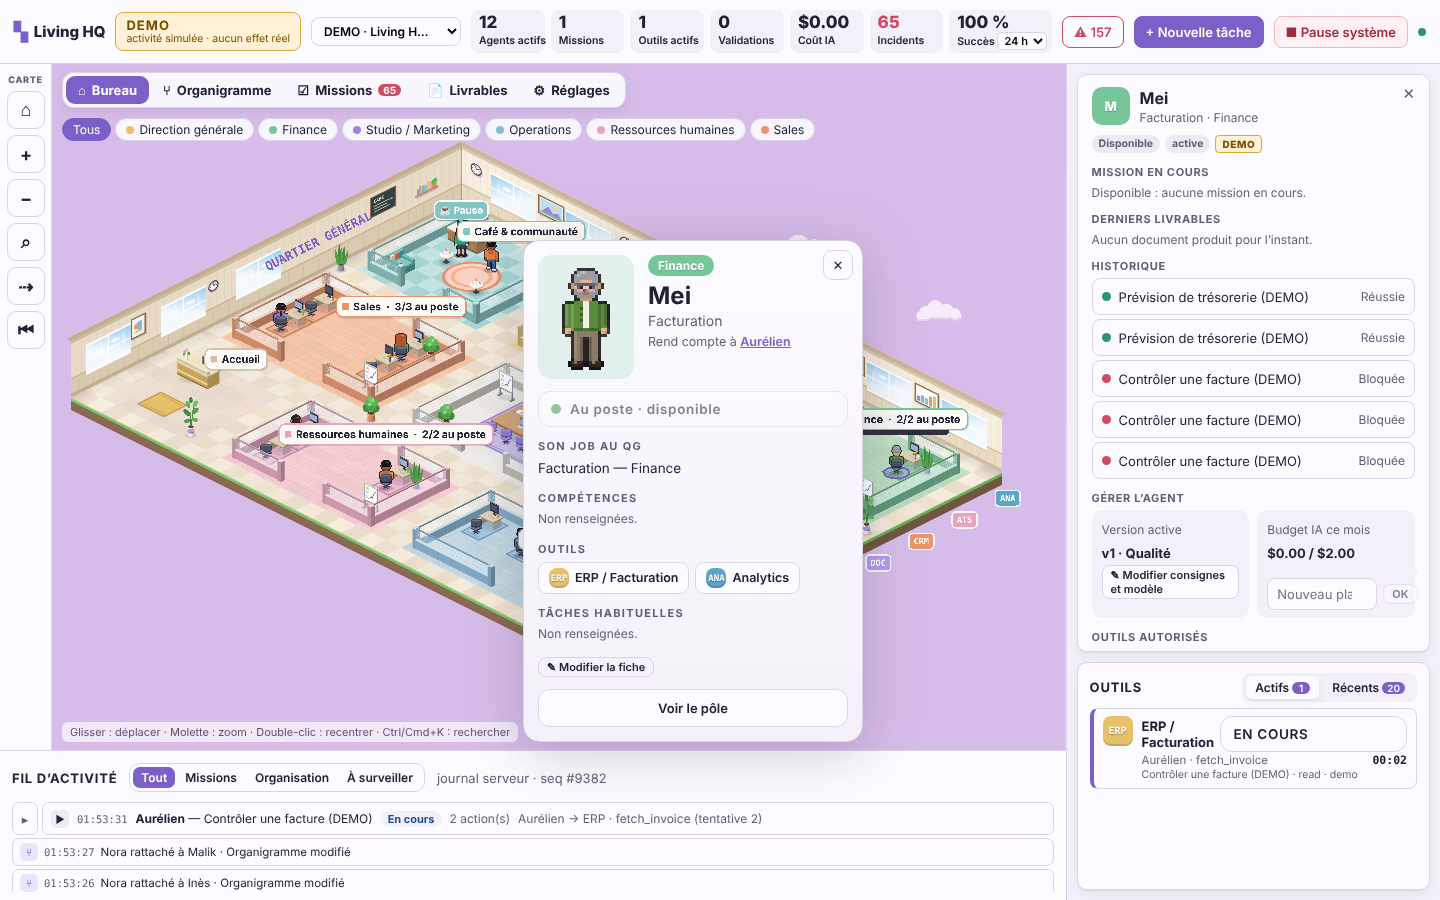 Living HQ
DEMO
activité simulée · aucun effet réel
DEMO · Living H...
12
Agents actifs
1
Missions
1
Outils actifs
0
Validations
$0.00
Coût IA
65
Incidents
100 %
Succès 24 h
157
+ Nouvelle tâche
Pause système
CARTE
Bureau
Organigramme
Missions 65
Livrables
Réglages
Tous
Direction générale
Finance
Studio / Marketing
Operations
Ressources humaines
Sales
QUARTIER GÉNÉRAL
Pause
Café & communauté
Sales · 3/3 au poste
Accueil
Ressources humaines · 2/2 au poste
nce · 2/2 au poste
ANA
ATS
CRM
DOC
Finance
Mei
Facturation
Rend compte à Aurélien
Au poste · disponible
SON JOB AU QG
Facturation — Finance
COMPÉTENCES
Non renseignées.
OUTILS
ERP ERP / Facturation
ANA Analytics
TÂCHES HABITUELLES
Non renseignées.
✎ Modifier la fiche
Voir le pôle
Glisser : déplacer · Molette : zoom · Double-clic : recentrer · Ctrl/Cmd+K : rechercher
FIL D'ACTIVITÉ
Tout
Missions
Organisation
À surveiller
journal serveur · seq #9382
01:53:31 Aurélien — Contrôler une facture (DEMO) En cours 2 action(s) Aurélien → ERP · fetch_invoice (tentative 2)
01:53:27 Nora rattaché à Malik · Organigramme modifié
01:53:26 Nora rattaché à Inès · Organigramme modifié
M
Mei
Facturation · Finance
Disponible
active
DEMO
MISSION EN COURS
Disponible : aucune mission en cours.
DERNIERS LIVRABLES
Aucun document produit pour l'instant.
HISTORIQUE
Prévision de trésorerie (DEMO) Réussie
Prévision de trésorerie (DEMO) Réussie
Contrôler une facture (DEMO) Bloquée
Contrôler une facture (DEMO) Bloquée
Contrôler une facture (DEMO) Bloquée
GÉRER L'AGENT
Version active
v1 · Qualité
✎ Modifier consignes
et modèle
Budget IA ce mois
$0.00 / $2.00
Nouveau pla
OK
OUTILS AUTORISÉS
OUTILS
Actifs 1
Récents 20
ERP
ERP /
Facturation
EN COURS
Aurélien · fetch_invoice 00:02
Contrôler une facture (DEMO) · read · demo